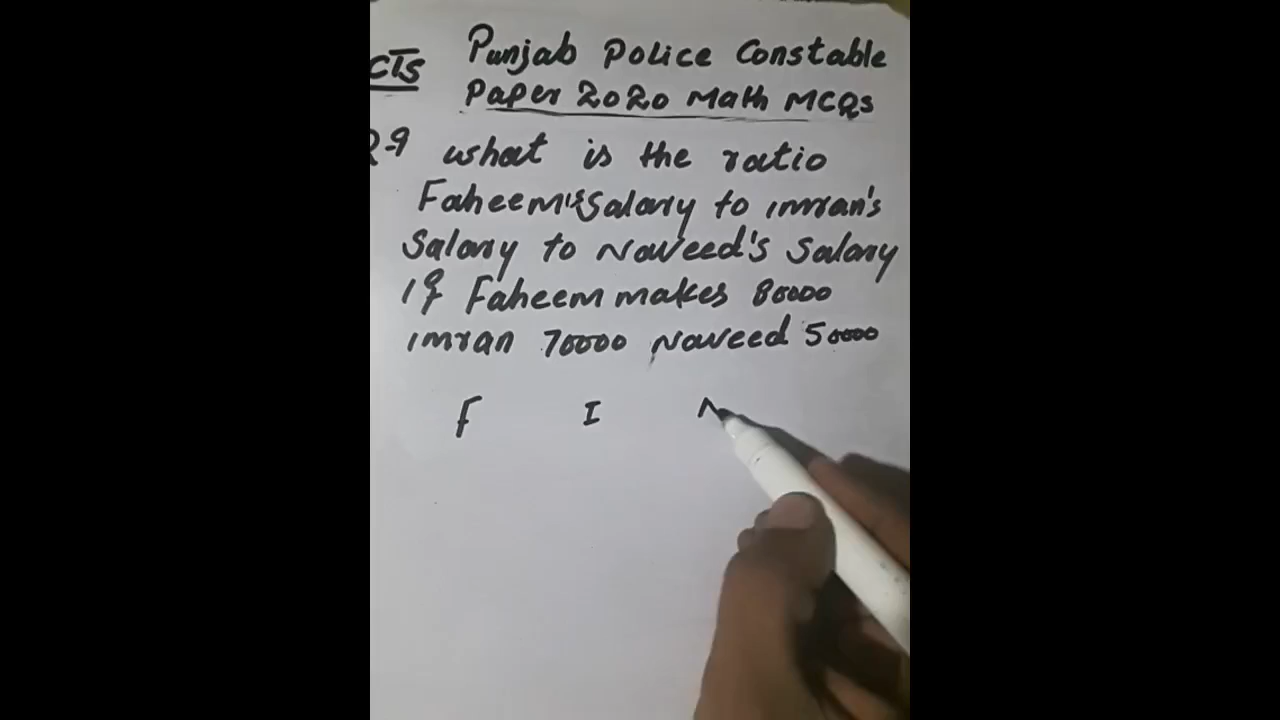 CTS Punjab Police Constable
Paper 2020 Math MCQs
Q-9 what is the ratio
Faheem's Salary to imran's
Salary to Naveed's Salary
If Faheem makes 80000
imran 70000 Naveed 50000
F I N